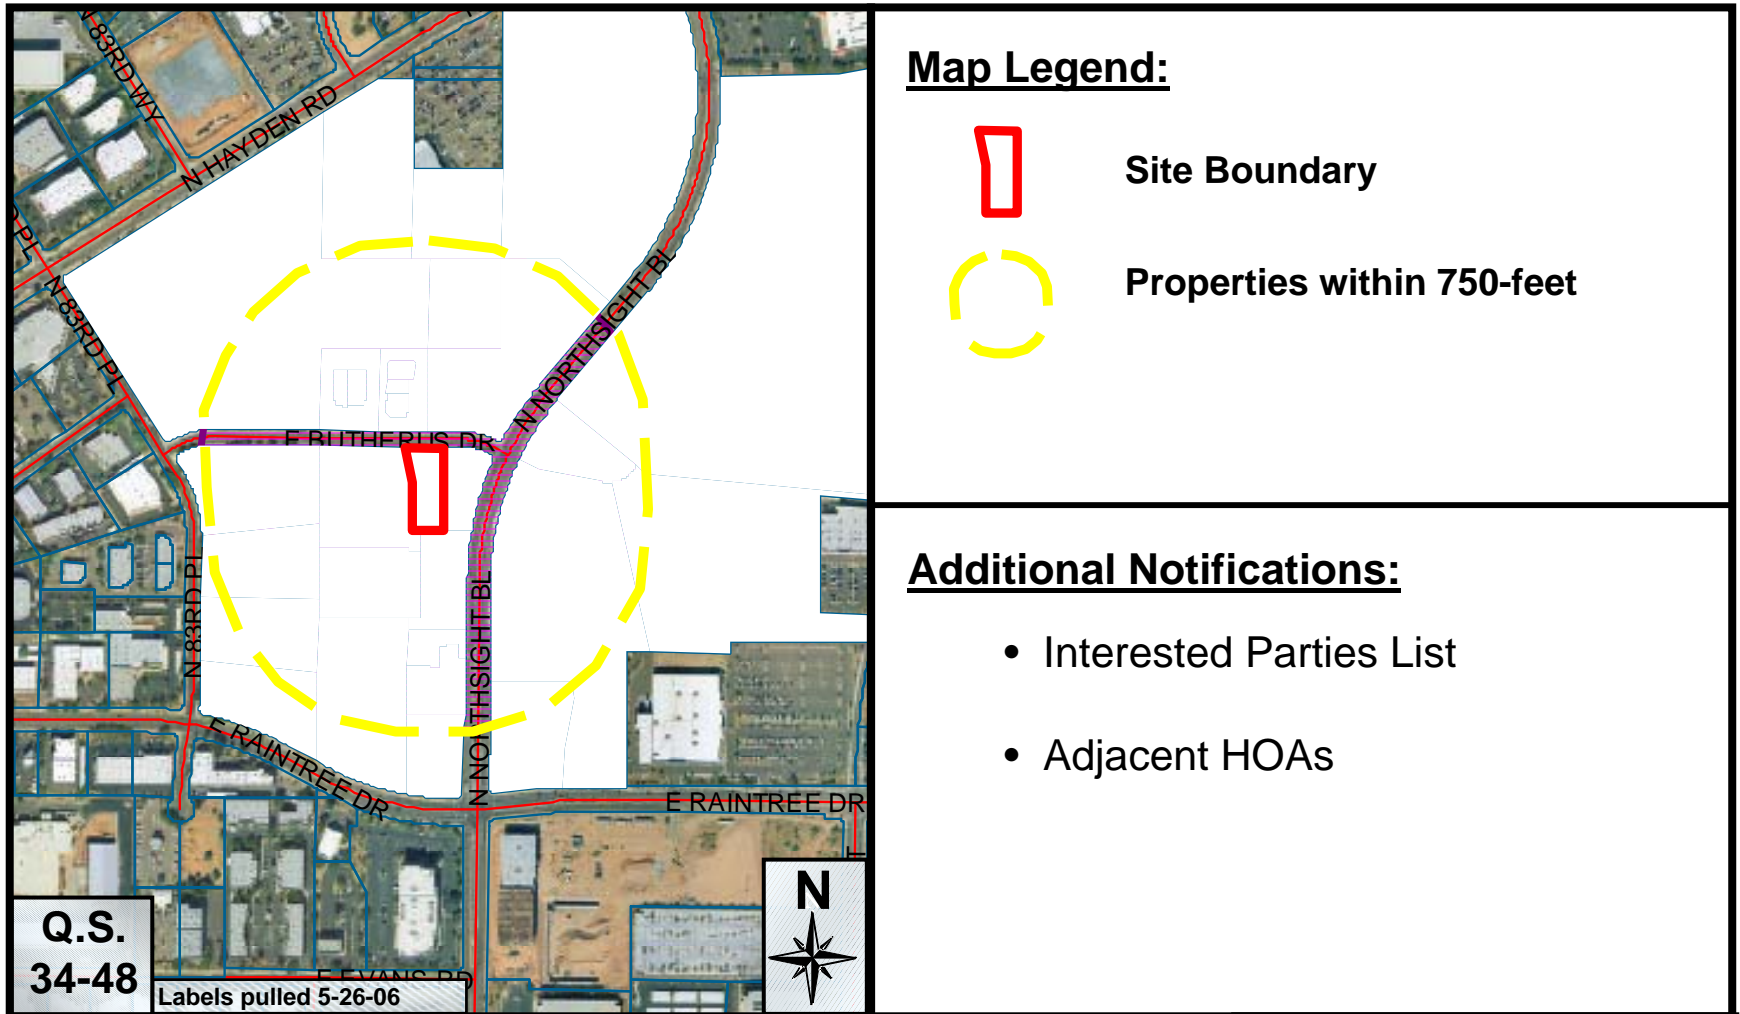 N 83RD WY
N HAYDEN RD
N 83RD PL
N NORTHSIGHT BL
E BUTHERUS DR
N 83RD PL
N NORTHSIGHT BL
E RAINTREE DR
E RAINTREE DR
E EVANS RD
Q.S.
34-48
Labels pulled 5-26-06
N
Map Legend:
Site Boundary
Properties within 750-feet
Additional Notifications:
• Interested Parties List
• Adjacent HOAs